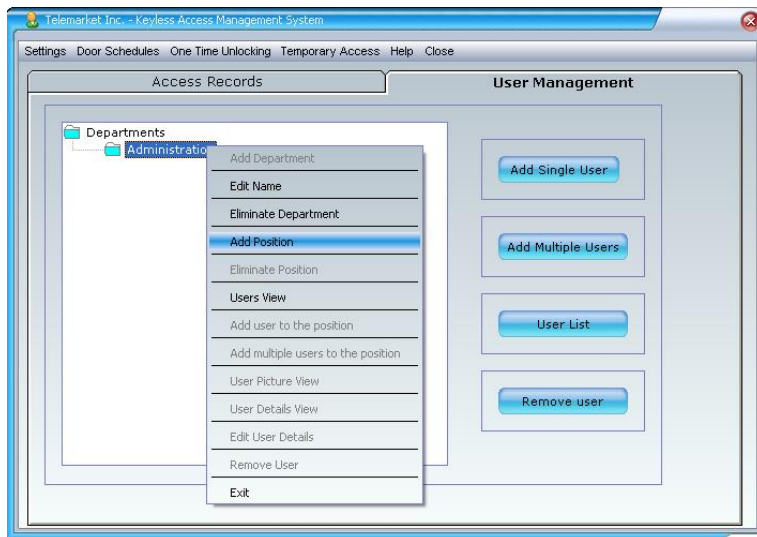 Telemarket Inc. - Keyless Access Management System
Settings Door Schedules One Time Unlocking Temporary Access Help Close
Access Records User Management
Departments
Administratio
Add Department
Edit Name
Eliminate Department
Add Position
Eliminate Position
Users View
Add user to the position
Add multiple users to the position
User Picture View
User Details View
Edit User Details
Remove User
Exit
Add Single User
Add Multiple Users
User List
Remove user